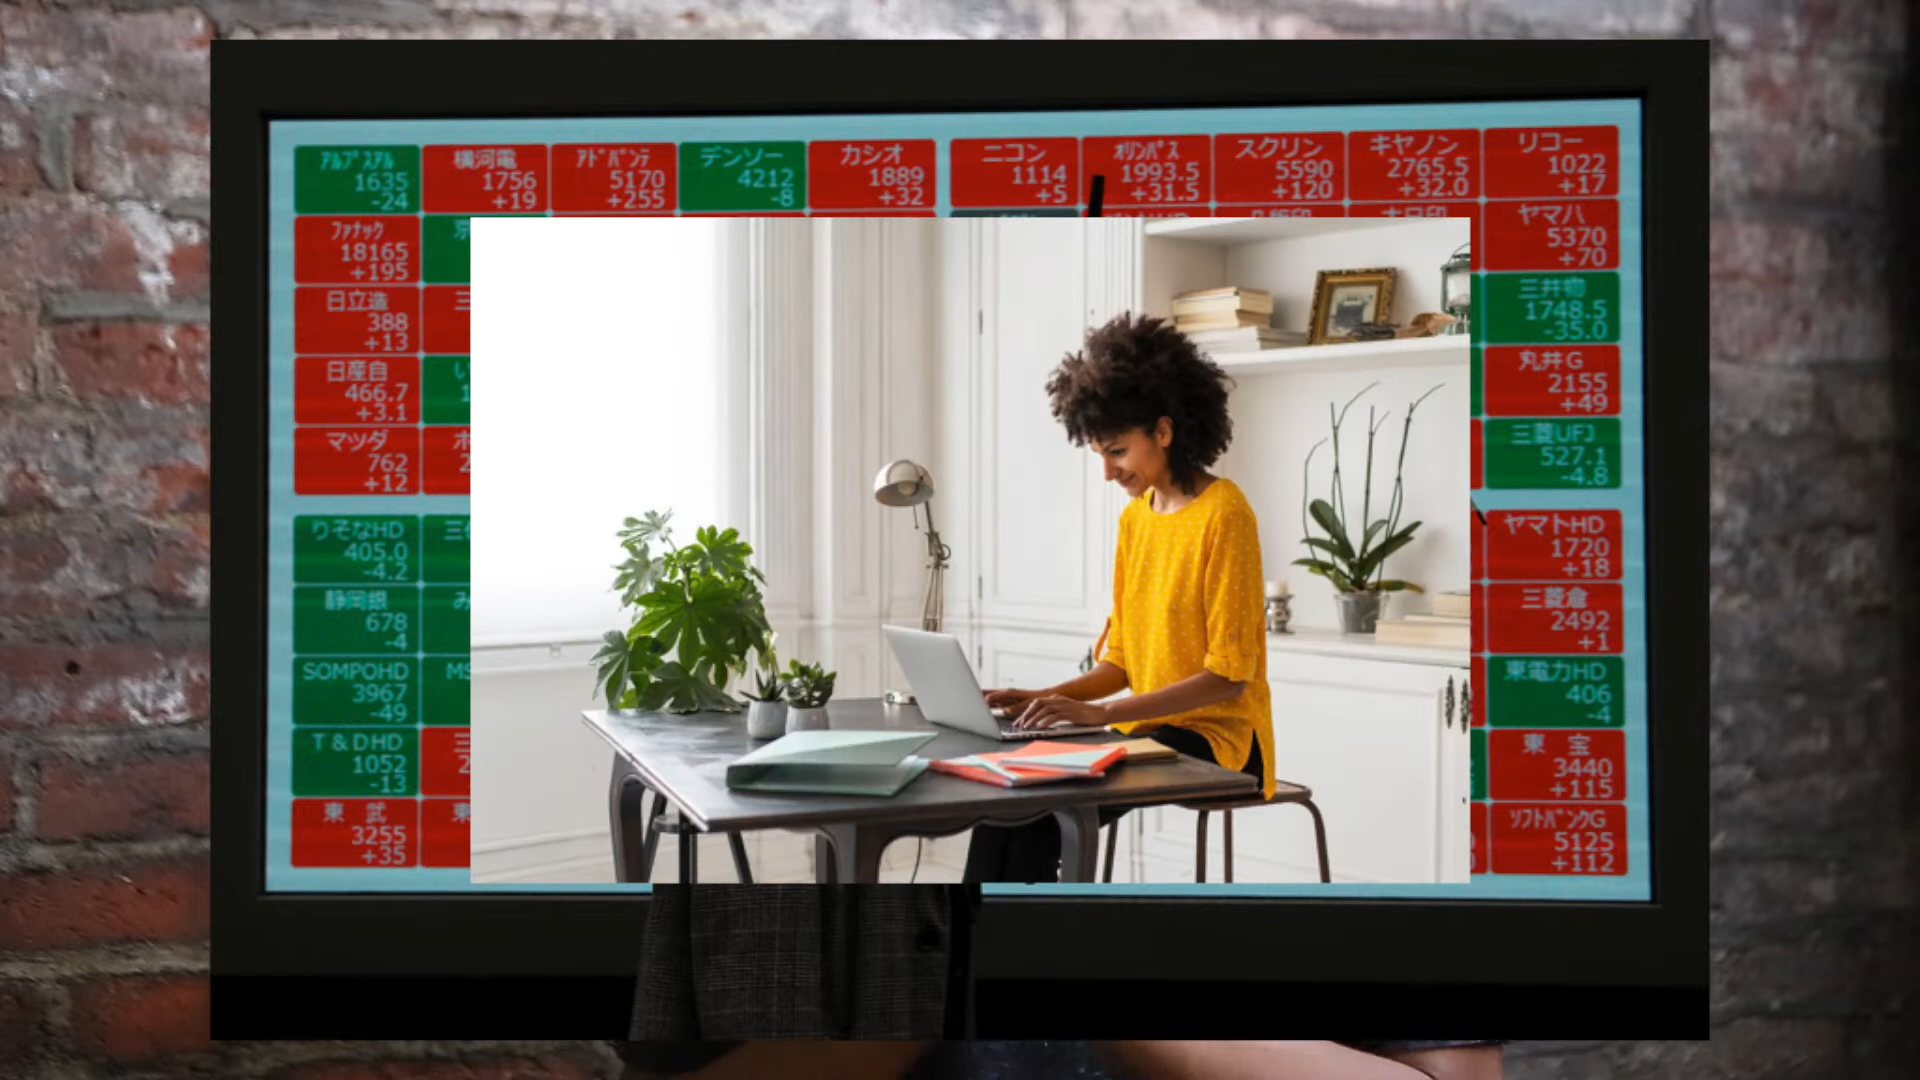 ｱﾙﾌﾟｽｱﾙ
1635
-24
横河電
1756
+19
ｱﾄﾞﾊﾞﾝﾃ
5170
+255
デンソー
4212
-8
カシオ
1889
+32
ニコン
1114
+5
ｵﾘﾝﾊﾟｽ
1993.5
+31.5
スクリン
5590
+120
キヤノン
2765.5
+32.0
リコー
1022
+17
ﾌｧﾅｯｸ
18165
+195
ヤマハ
5370
+70
日立造
388
+13
三井物
1748.5
-35.0
日産自
466.7
+3.1
丸井G
2155
+49
マツダ
762
+12
三菱UFJ
527.1
-4.8
りそなHD
405.0
-4.2
ヤマトHD
1720
+18
静岡銀
678
-4
三菱倉
2492
+1
SOMPOHD
3967
-49
東電力HD
406
-4
T＆DHD
1052
-13
東　宝
3440
+115
東　武
3255
+35
ｿﾌﾄﾊﾞﾝｸG
5125
+112